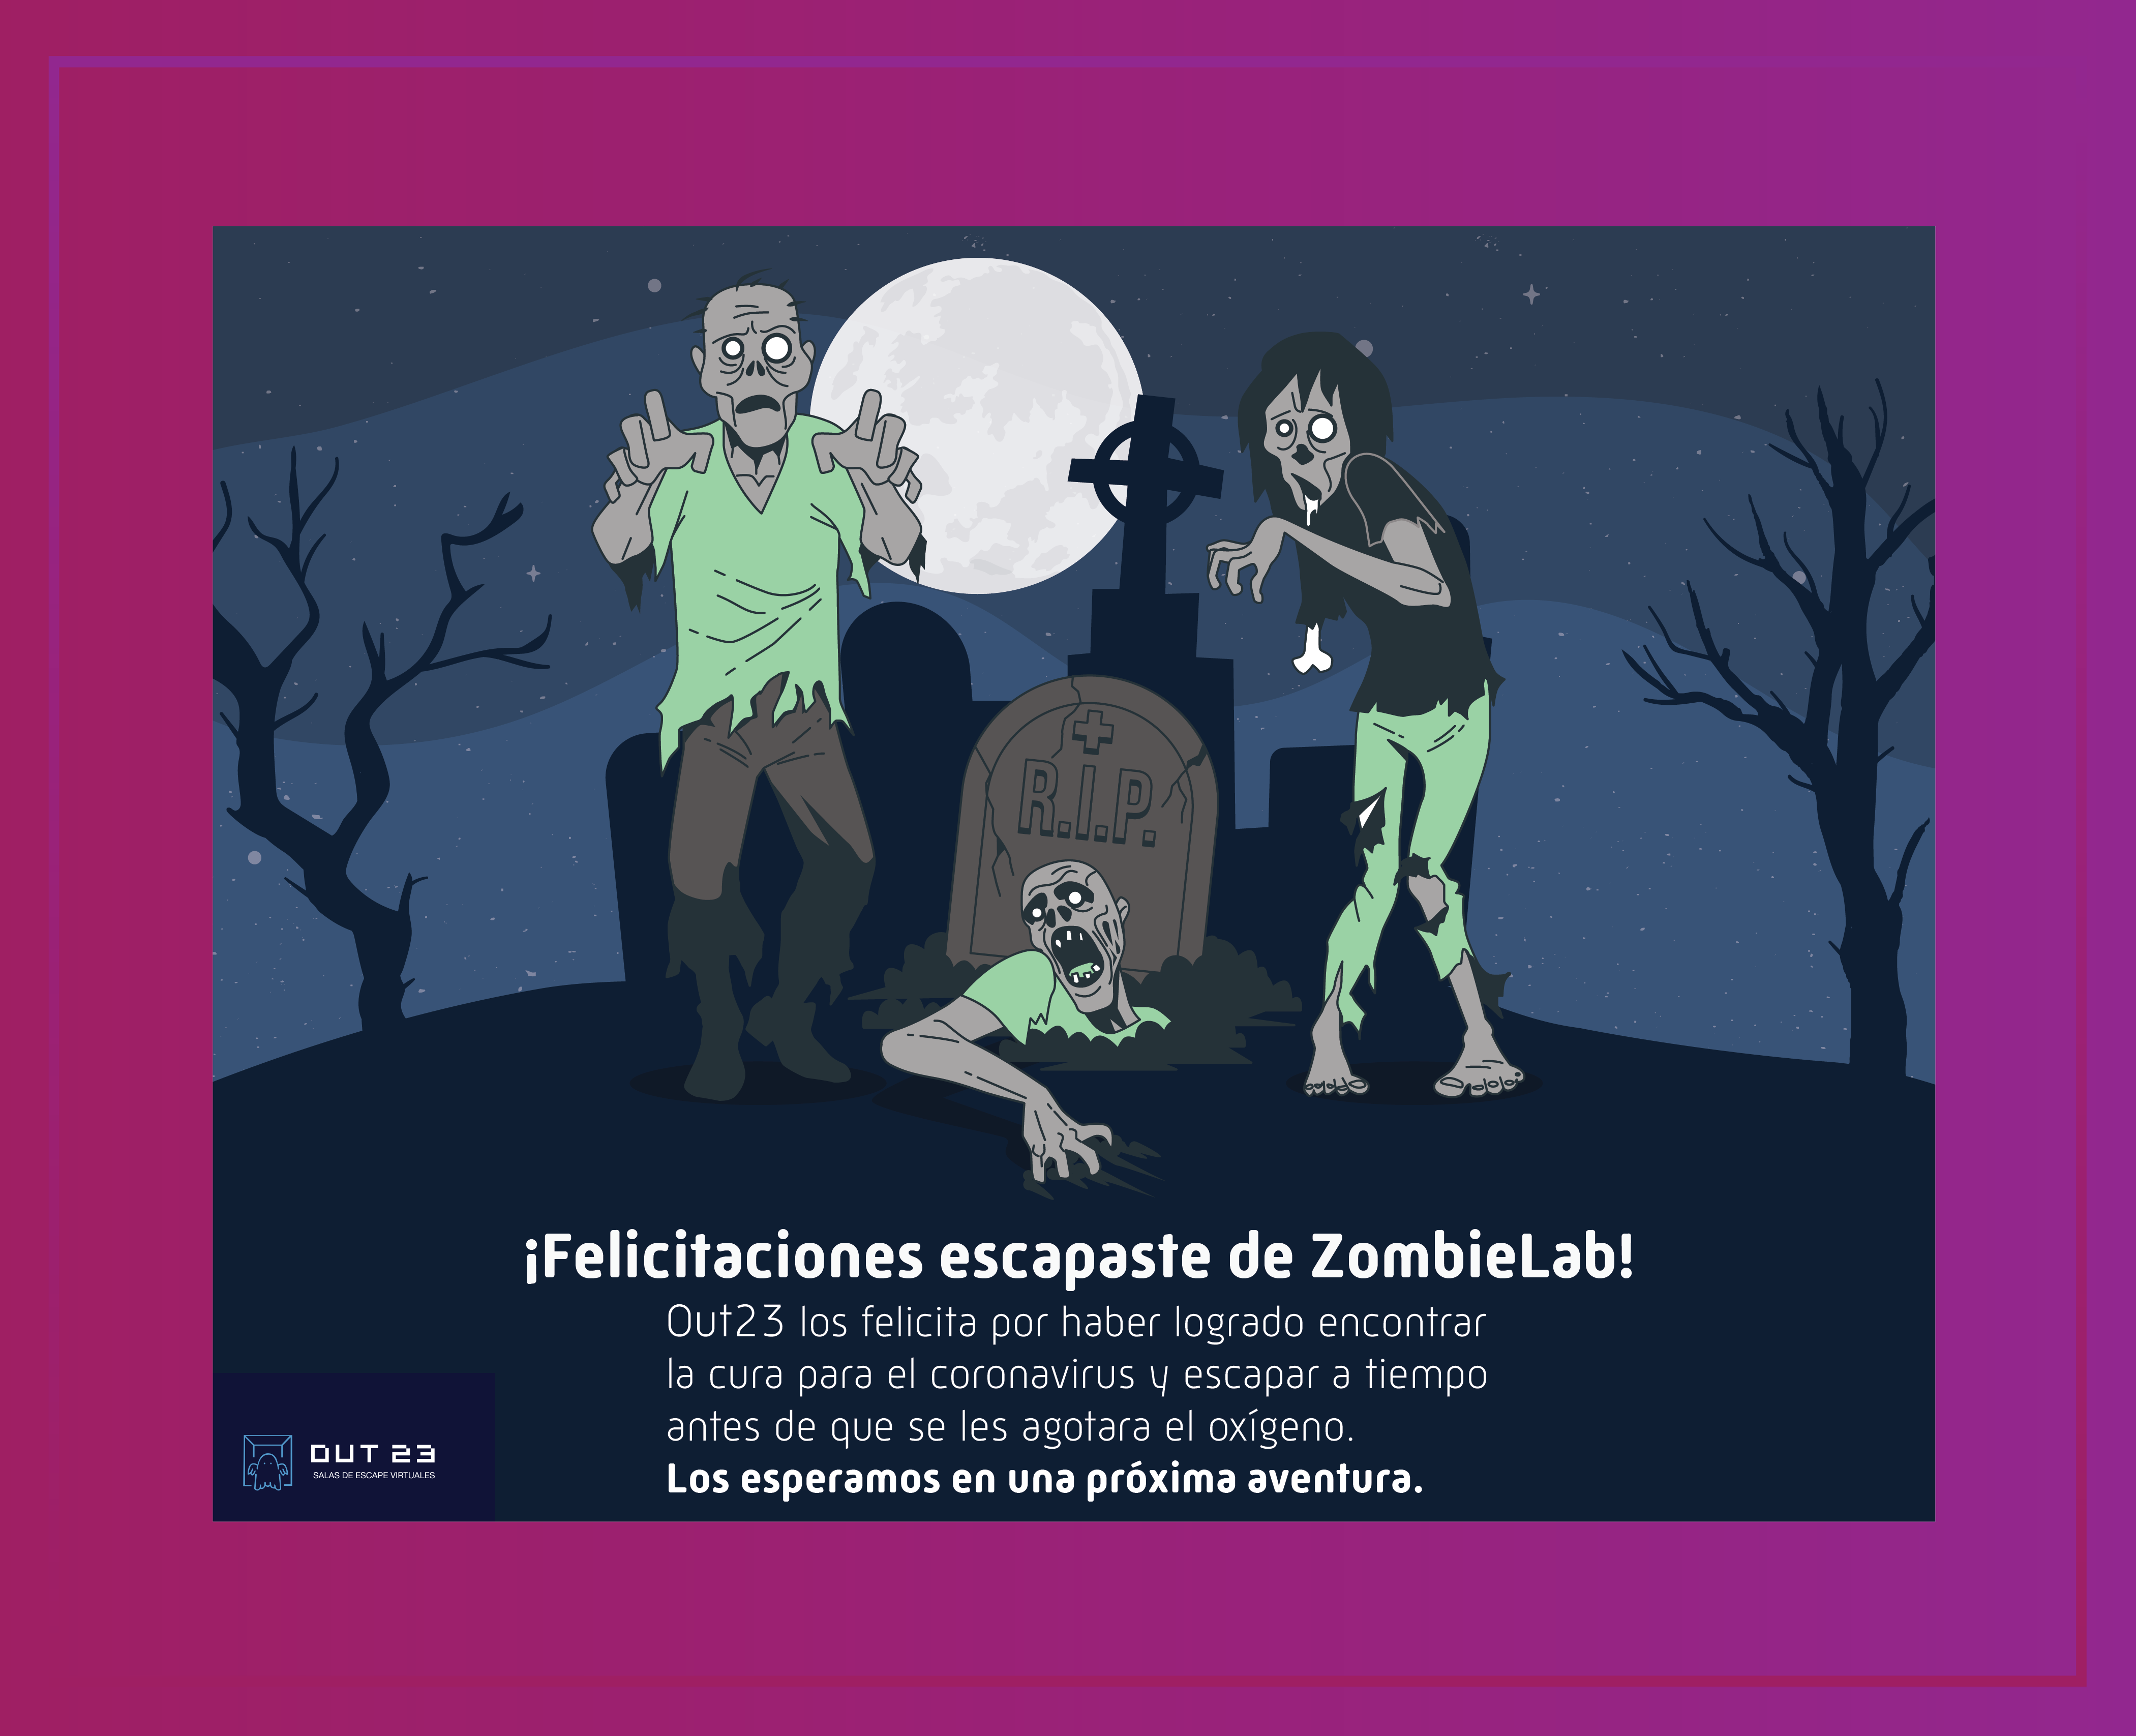 R.I.P.
¡Felicitaciones escapaste de ZombieLab!
Out23 los felicita por haber logrado encontrar
la cura para el coronavirus y escapar a tiempo
antes de que se les agotara el oxígeno.
Los esperamos en una próxima aventura.
OUT 23
SALAS DE ESCAPE VIRTUALES